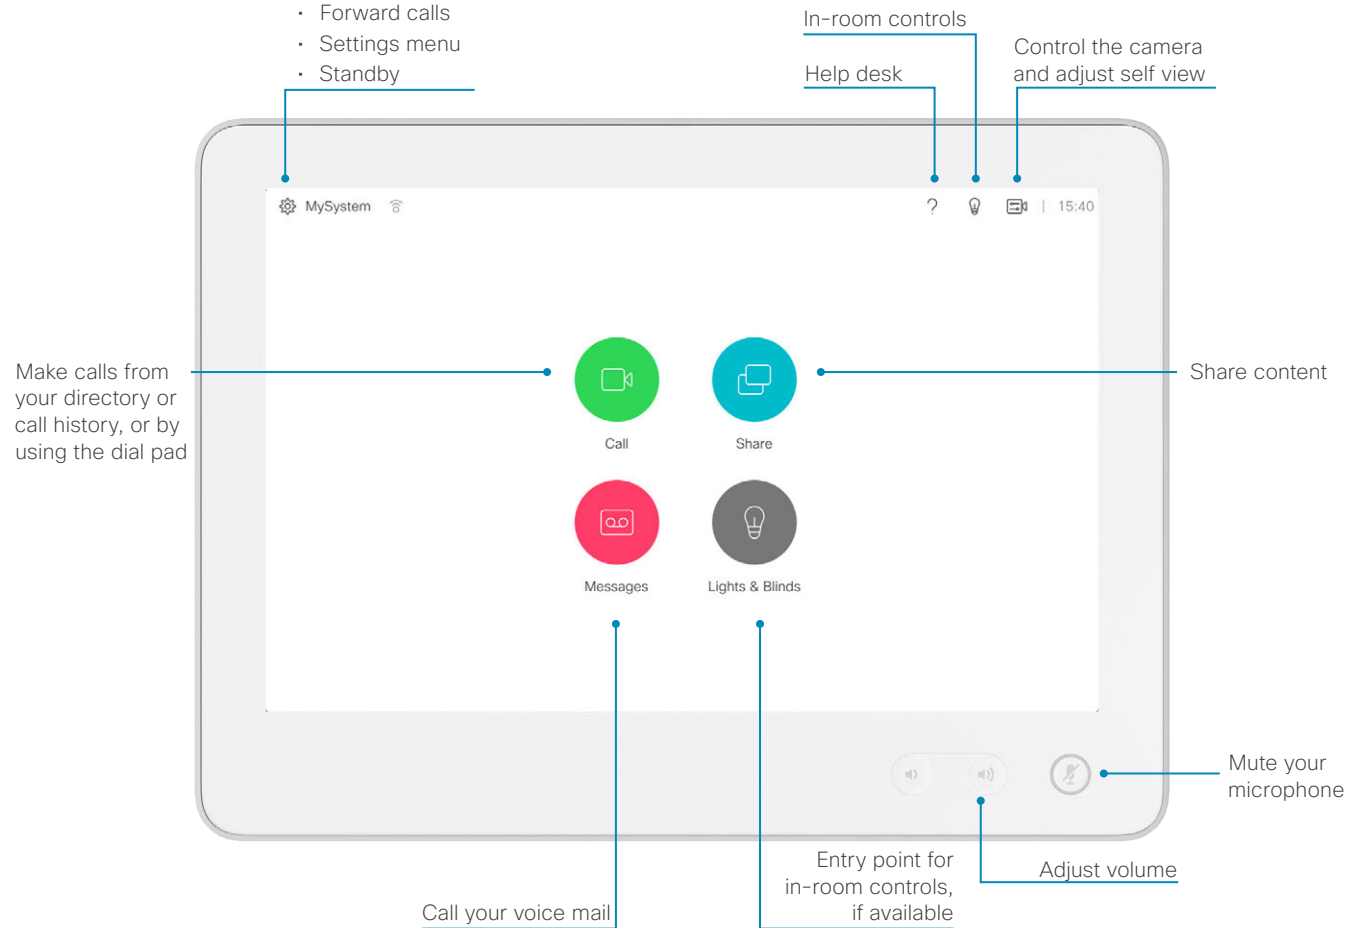 · Forward calls
· Settings menu
· Standby
In-room controls
Help desk
Control the camera
and adjust self view
MySystem
?
15:40
Make calls from
your directory or
call history, or by
using the dial pad
Call
Share
Share content
Messages
Lights & Blinds
Mute your
microphone
Adjust volume
Entry point for
in-room controls,
if available
Call your voice mail